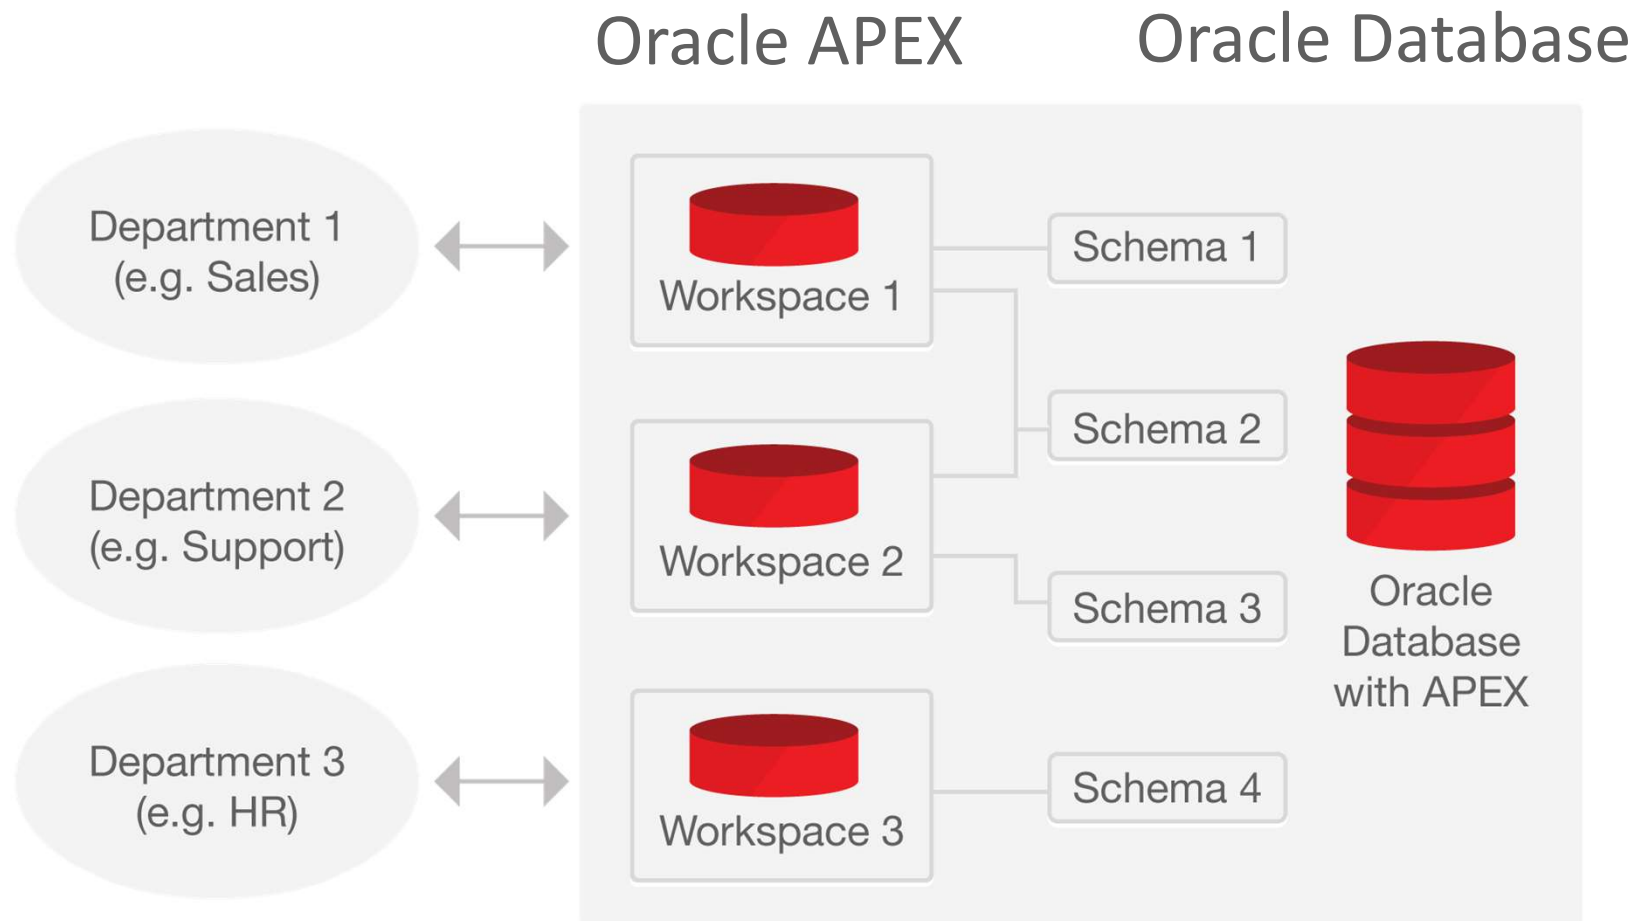 Oracle APEX
Oracle Database
Department 1
(e.g. Sales)
Workspace 1
Schema 1
Schema 2
Department 2
(e.g. Support)
Workspace 2
Schema 3
Oracle
Database
with APEX
Department 3
(e.g. HR)
Workspace 3
Schema 4